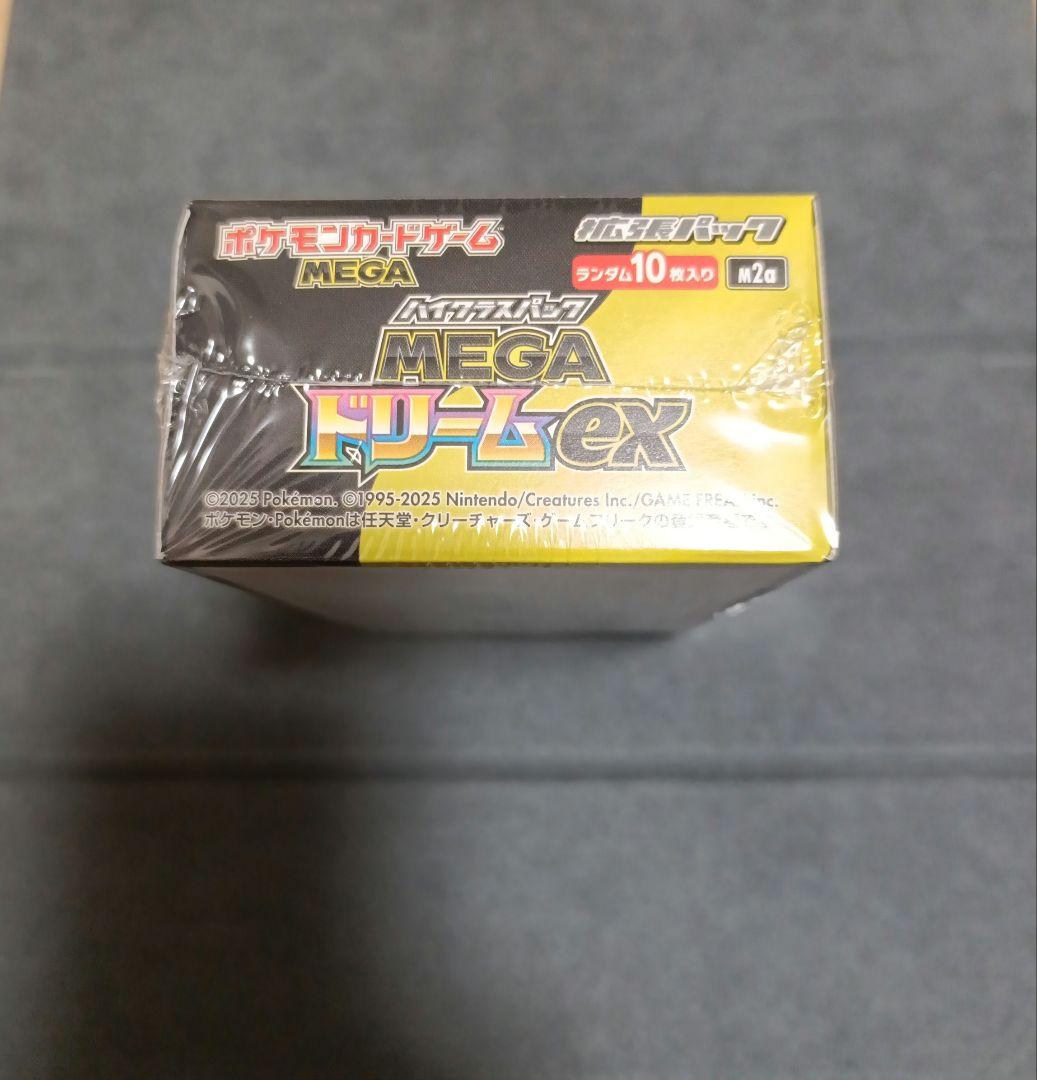 ポケモンカードゲーム
MEGA
拡張パック
ランダム10枚入り M2a
ハイクラスパック
MEGA
ドリームex
©2025 Pokémon. ©1995-2025 Nintendo/Creatures Inc./GAME FREAK inc.
ポケモン・Pokémonは任天堂・クリーチャーズ・ゲームフリークの